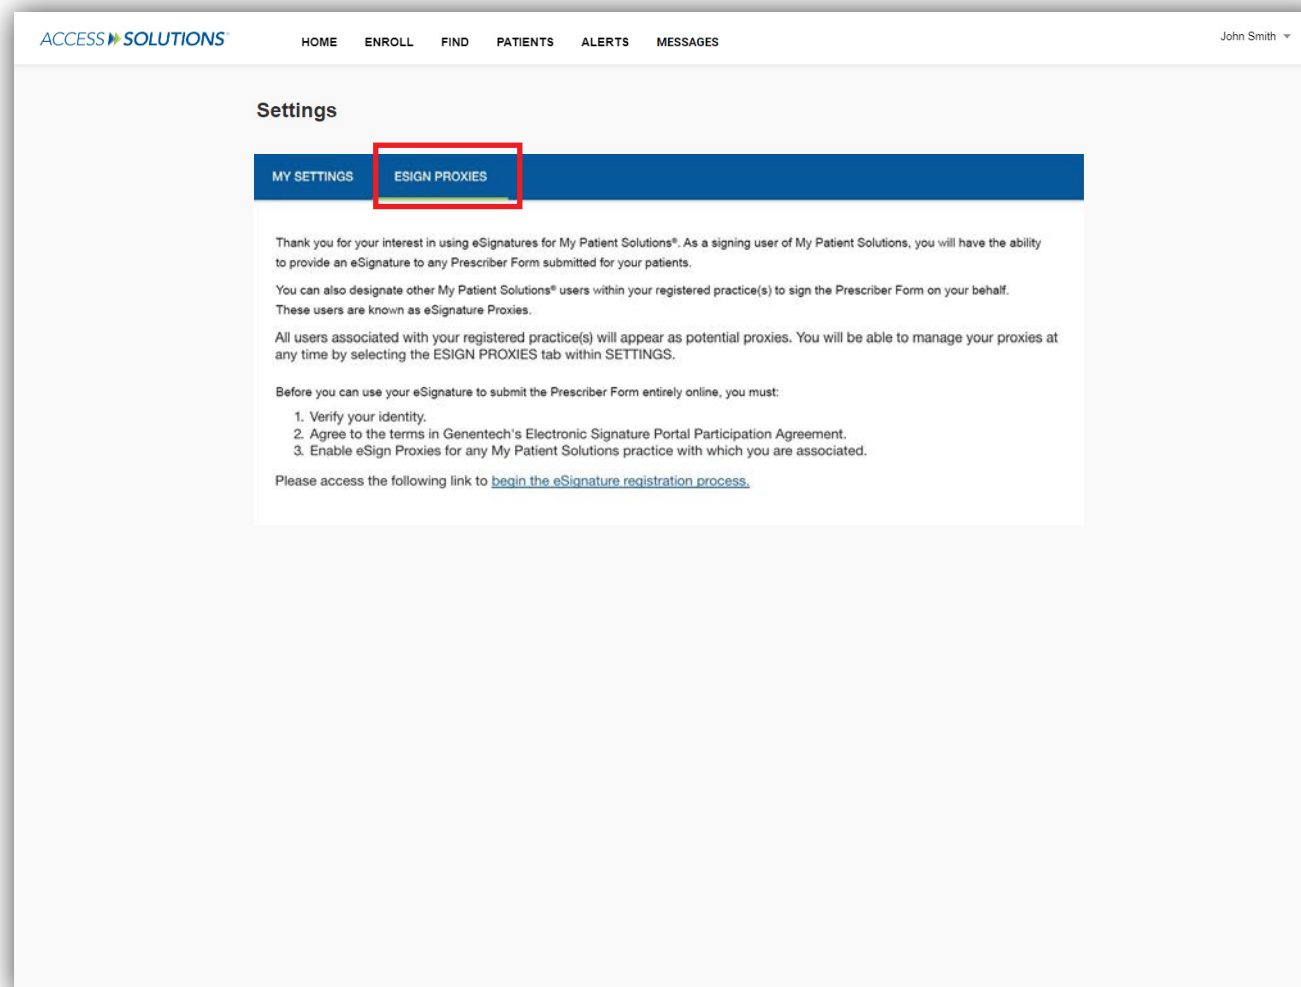 ACCESS SOLUTIONS
HOME ENROLL FIND PATIENTS ALERTS MESSAGES
John Smith
Settings
MY SETTINGS ESIGN PROXIES
Thank you for your interest in using eSignatures for My Patient Solutions®. As a signing user of My Patient Solutions, you will have the ability
to provide an eSignature to any Prescriber Form submitted for your patients.
You can also designate other My Patient Solutions® users within your registered practice(s) to sign the Prescriber Form on your behalf.
These users are known as eSignature Proxies.
All users associated with your registered practice(s) will appear as potential proxies. You will be able to manage your proxies at
any time by selecting the ESIGN PROXIES tab within SETTINGS.
Before you can use your eSignature to submit the Prescriber Form entirely online, you must:
1. Verify your identity.
2. Agree to the terms in Genentech's Electronic Signature Portal Participation Agreement.
3. Enable eSign Proxies for any My Patient Solutions practice with which you are associated.
Please access the following link to begin the eSignature registration process.